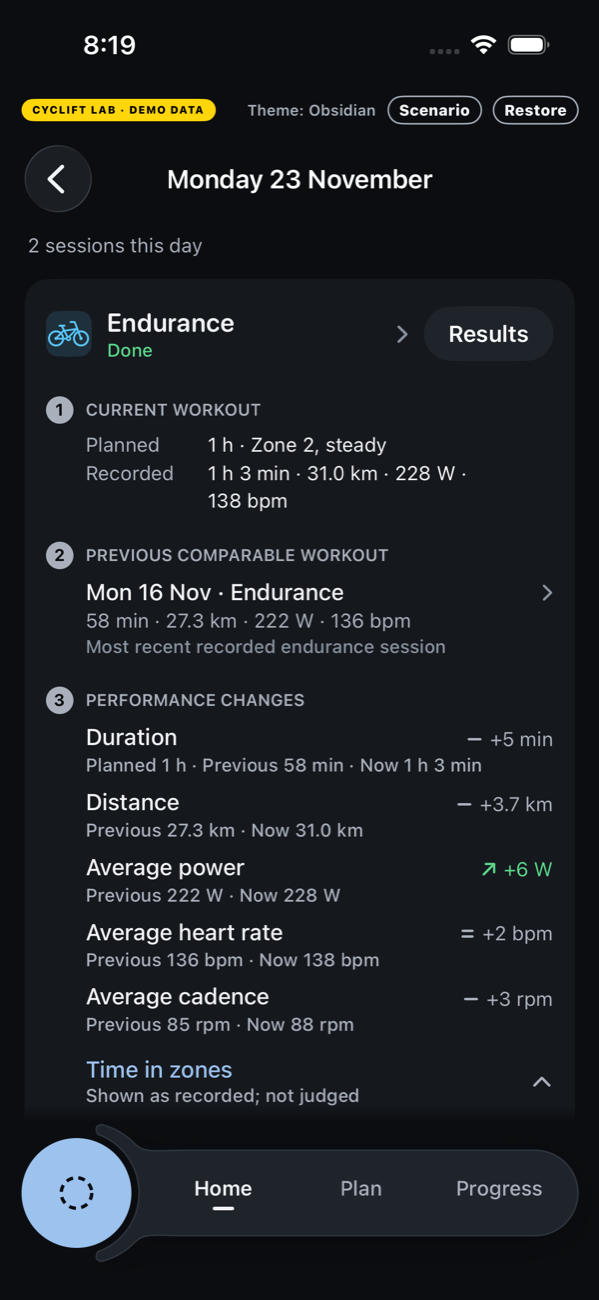 8:19
CYCLIFT LAB · DEMO DATA
Theme: Obsidian
Scenario
Restore
Monday 23 November
2 sessions this day
Endurance
Done
Results
1 CURRENT WORKOUT
Planned 1 h · Zone 2, steady
Recorded 1 h 3 min · 31.0 km · 228 W ·
138 bpm
2 PREVIOUS COMPARABLE WORKOUT
Mon 16 Nov · Endurance
58 min · 27.3 km · 222 W · 136 bpm
Most recent recorded endurance session
3 PERFORMANCE CHANGES
Duration — +5 min
Planned 1 h · Previous 58 min · Now 1 h 3 min
Distance — +3.7 km
Previous 27.3 km · Now 31.0 km
Average power ↗ +6 W
Previous 222 W · Now 228 W
Average heart rate = +2 bpm
Previous 136 bpm · Now 138 bpm
Average cadence — +3 rpm
Previous 85 rpm · Now 88 rpm
Time in zones
Shown as recorded; not judged
Home
Plan
Progress